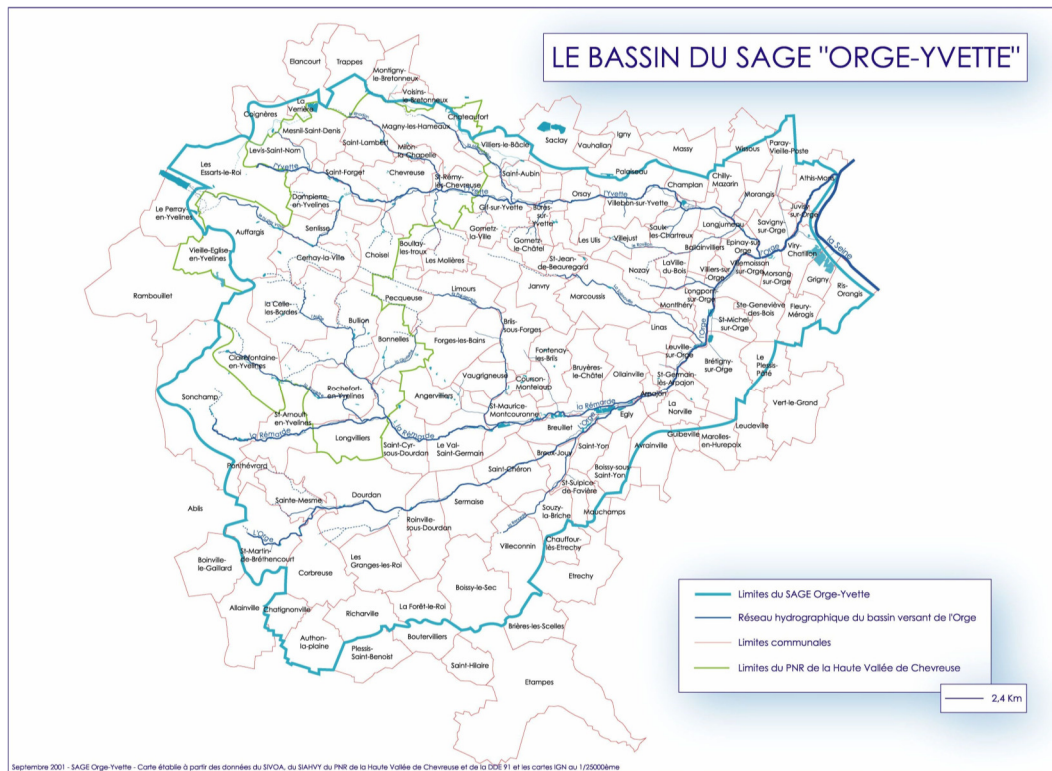 LE BASSIN DU SAGE "ORGE-YVETTE"
Elancourt
Trappes
Montigny-
le-Bretonneux
Voisins-
le-Bretonneux
La
Verrière
Coignères
Chateaufort
Mesnil-Saint-Denis
Magny-les-Hameaux
Villiers-le-Bâcle
Saclay
Vauhallan
Igny
Massy
Wissous
Paray-
Vieille-Poste
Les
Essarts-le-Roi
Levis-Saint-Nom
Saint-Lambert
Milon-
la-Chapelle
Saint-Aubin
Palaiseau
Chilly-
Mazarin
Athis-Mons
l'Yvette
Saint-Forget
Chevreuse
St-Rémy-
lès-Chevreuse
l'Yvette
Orsay
l'Yvette
Champlan
Morangis
Le Perray
en-Yvelines
Dampierre-
en-Yvelines
Gif-sur-Yvette
Bures-
sur-
Yvette
Villebon-sur-Yvette
Longjumeau
Savigny-
sur-Orge
Juvisy-
sur-Orge
Auffargis
Senlisse
Gometz-
la-Ville
Gometz-
le-Châtel
Les Ulis
Villejust
Saulx-
les-Chartreux
Ballainvilliers
Epinay-sur
Orge
l'Orge
Viry-
Chatillon
la Seine
Vieille-Eglise
en-Yvelines
Cernay-la-Ville
Choisel
Boullay-
les-troux
Les Molières
St-Jean-
de-Beauregard
Nozay
LaVille-
du-Bois
Villiers-
sur-Orge
Villemoisson-
sur-Orge
Morsang-
sur-Orge
Grigny
Ris-
Orangis
Rambouillet
la Celle-
les-Bordes
Pecqueuse
Limours
Janvry
Marcoussis
Longpont-
sur-Orge
Montlhéry
Ste-Geneviève
des-Bois
Fleury-
Mérogis
Bullion
Bonnelles
Forges-les-Bains
Briis-
sous-Forges
Linas
l'Orge
St-Michel-
sur-Orge
Clairefontaine-
en-Yvelines
Fontenay-
les-Briis
Bruyères-
le-Châtel
Ollainville
Leuville-
sur-Orge
Brétigny-
sur-Orge
Le
Plessis-
Pâté
Sonchamp
Rochefort-
en-Yvelines
Angervilliers
Vaugrigneuse
Courson-
Monteloup
St-Germain-
lès-Arpajon
Arpajon
La
Norville
Vert-le-Grand
St-Arnoult-
en-Yvelines
St-Maurice-
Montcouronne
la Rémarde
Egly
Leudeville
La Rémarde
Longvilliers
la Rémarde
Saint-Cyr-
sous-Dourdan
Le Val-
Saint-Germain
Breuillet
l'Orge
Saint-Yon
Avrainville
Guibeville
Marolles-
en-Hurepoix
Ponthévrard
Saint-Chéron
Breux-Jouy
Boissy-sous-
Saint-Yon
St-Sulpice-
de-Favière
Ablis
Sainte-Mesme
Dourdan
Sermaise
Souzy-
la-Briche
Mauchamps
L'Orge
Roinville-
sous-Dourdan
Villeconnin
Chauffour-
lès-Etrechy
St-Martin-
de-Bréthencourt
Boinville-
le-Gaillard
Corbreuse
Les
Granges-les-Roi
Boissy-le-Sec
Etrechy
Allainville
Chatignonville
Richarville
La Forêt-le-Roi
Brières-les-Scelles
Authon-
la-plaine
Plessis-
Saint-Benoist
Boutervilliers
Saint-Hilaire
Etampes
Limites du SAGE Orge-Yvette
Réseau hydrographique du bassin versant de l'Orge
Limites communales
Limites du PNR de la Haute Vallée de Chevreuse
2,4 Km
Septembre 2001 - SAGE Orge-Yvette - Carte établie à partir des données du SIVOA, du SIAHVY du PNR de la Haute Vallée de Chevreuse et de la DDE 91 et les cartes IGN au 1/25000ème